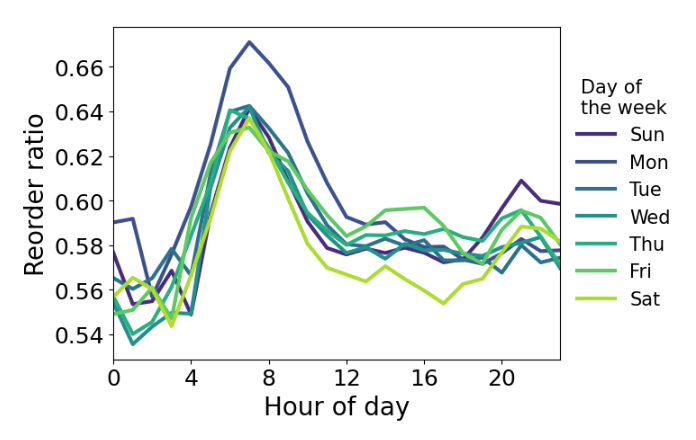 0.66
0.64
0.62
0.60
0.58
0.56
0.54
Reorder ratio
0 4 8 12 16 20
Hour of day
Day of
the week
Sun
Mon
Tue
Wed
Thu
Fri
Sat